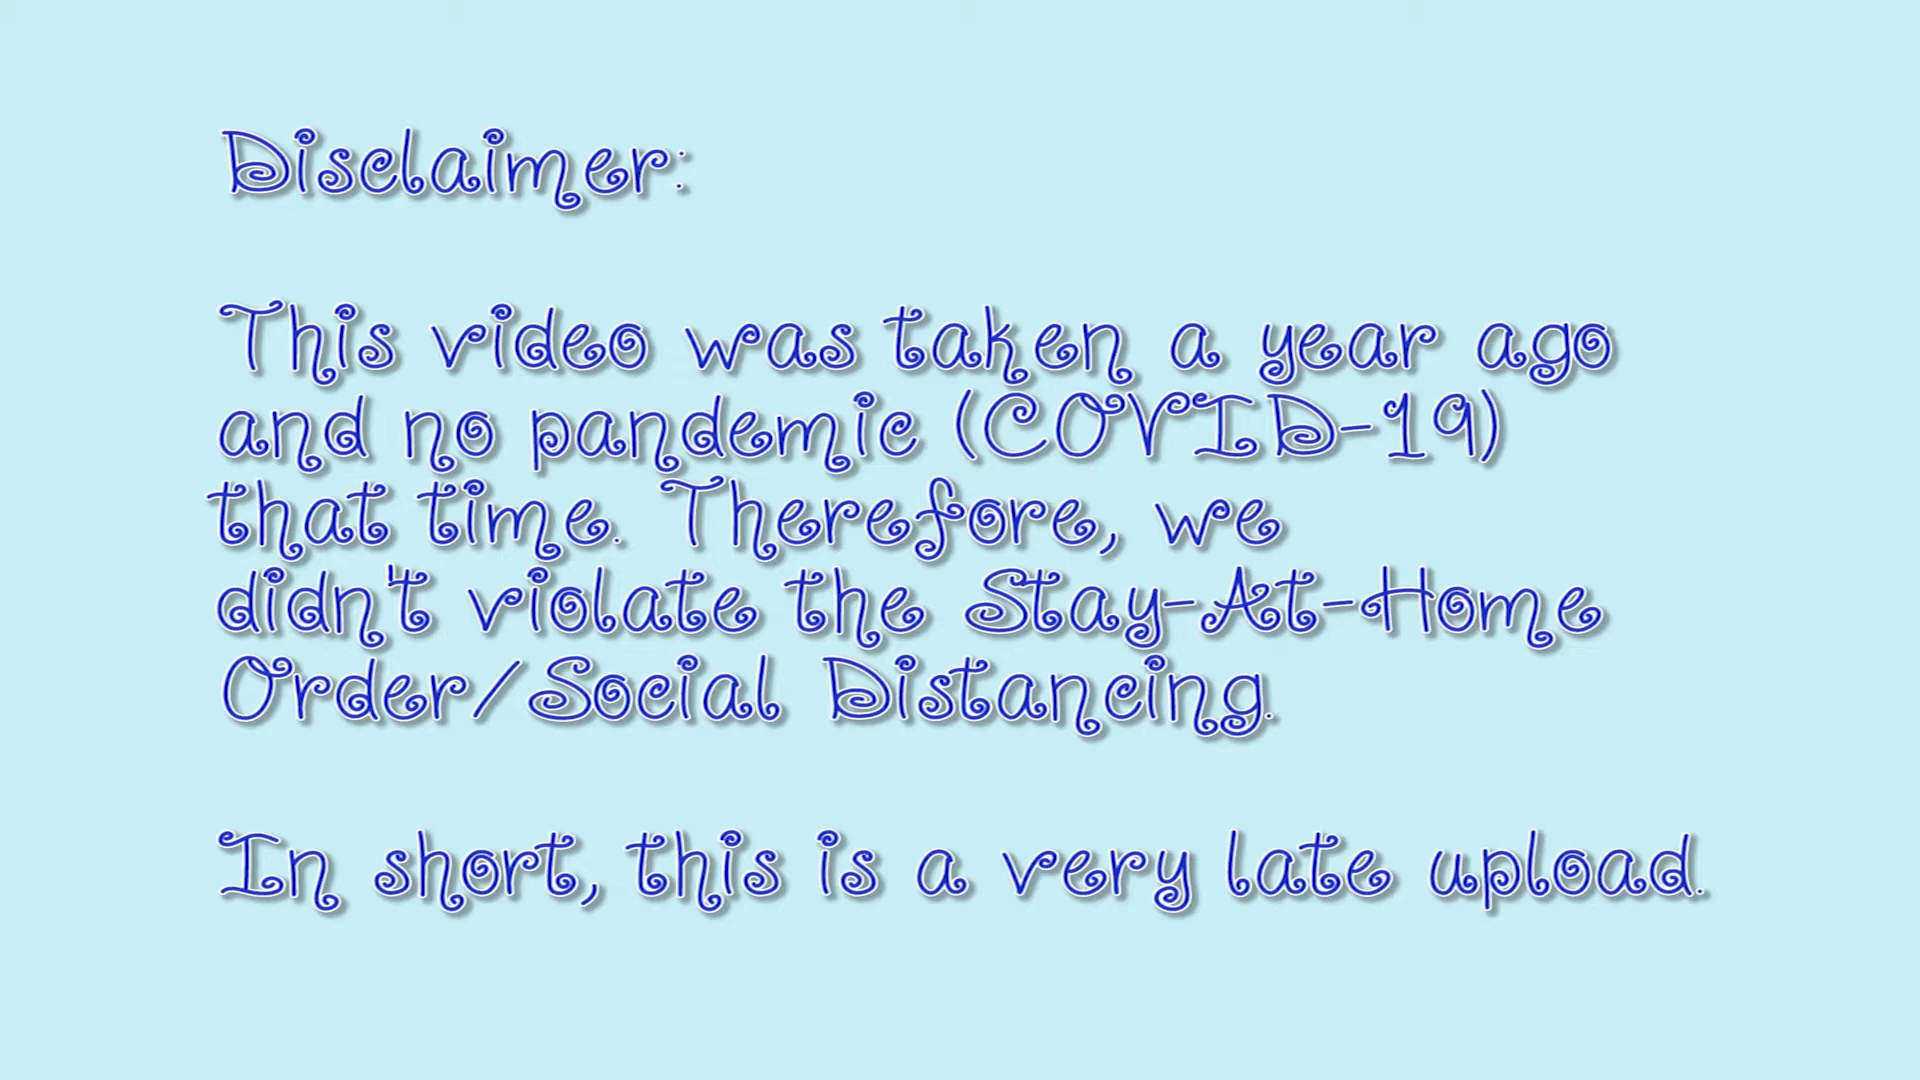 Disclaimer:
This video was taken a year ago
and no pandemic (COVID-19)
that time. Therefore, we
didn't violate the Stay-At-Home
Order/Social Distancing.
In short, this is a very late upload.